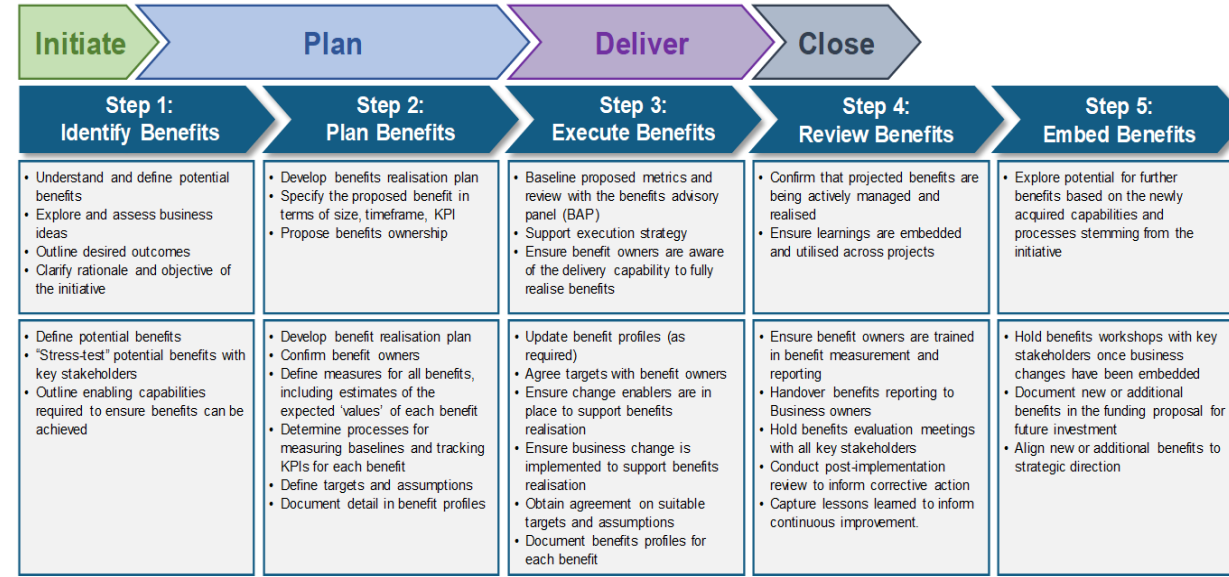 Initiate
Plan
Deliver
Close
Step 1:
Identify Benefits
Step 2:
Plan Benefits
Step 3:
Execute Benefits
Step 4:
Review Benefits
Step 5:
Embed Benefits
• Understand and define potential
benefits
• Explore and assess business
ideas
• Outline desired outcomes
• Clarify rationale and objective of
the initiative
• Develop benefits realisation plan
• Specify the proposed benefit in
terms of size, timeframe, KPI
• Propose benefits ownership
• Baseline proposed metrics and
review with the benefits advisory
panel (BAP)
• Support execution strategy
• Ensure benefit owners are aware
of the delivery capability to fully
realise benefits
• Confirm that projected benefits are
being actively managed and
realised
• Ensure learnings are embedded
and utilised across projects
• Explore potential for further
benefits based on the newly
acquired capabilities and
processes stemming from the
initiative
• Define potential benefits
• “Stress-test” potential benefits with
key stakeholders
• Outline enabling capabilities
required to ensure benefits can be
achieved
• Develop benefit realisation plan
• Confirm benefit owners
• Define measures for all benefits,
including estimates of the
expected ‘values’ of each benefit
• Determine processes for
measuring baselines and tracking
KPIs for each benefit
• Define targets and assumptions
• Document detail in benefit profiles
• Update benefit profiles (as
required)
• Agree targets with benefit owners
• Ensure change enablers are in
place to support benefits
realisation
• Ensure business change is
implemented to support benefits
realisation
• Obtain agreement on suitable
targets and assumptions
• Document benefits profiles for
each benefit
• Ensure benefit owners are trained
in benefit measurement and
reporting
• Handover benefits reporting to
Business owners
• Hold benefits evaluation meetings
with all key stakeholders
• Conduct post-implementation
review to inform corrective action
• Capture lessons learned to inform
continuous improvement.
• Hold benefits workshops with key
stakeholders once business
changes have been embedded
• Document new or additional
benefits in the funding proposal for
future investment
• Align new or additional benefits to
strategic direction